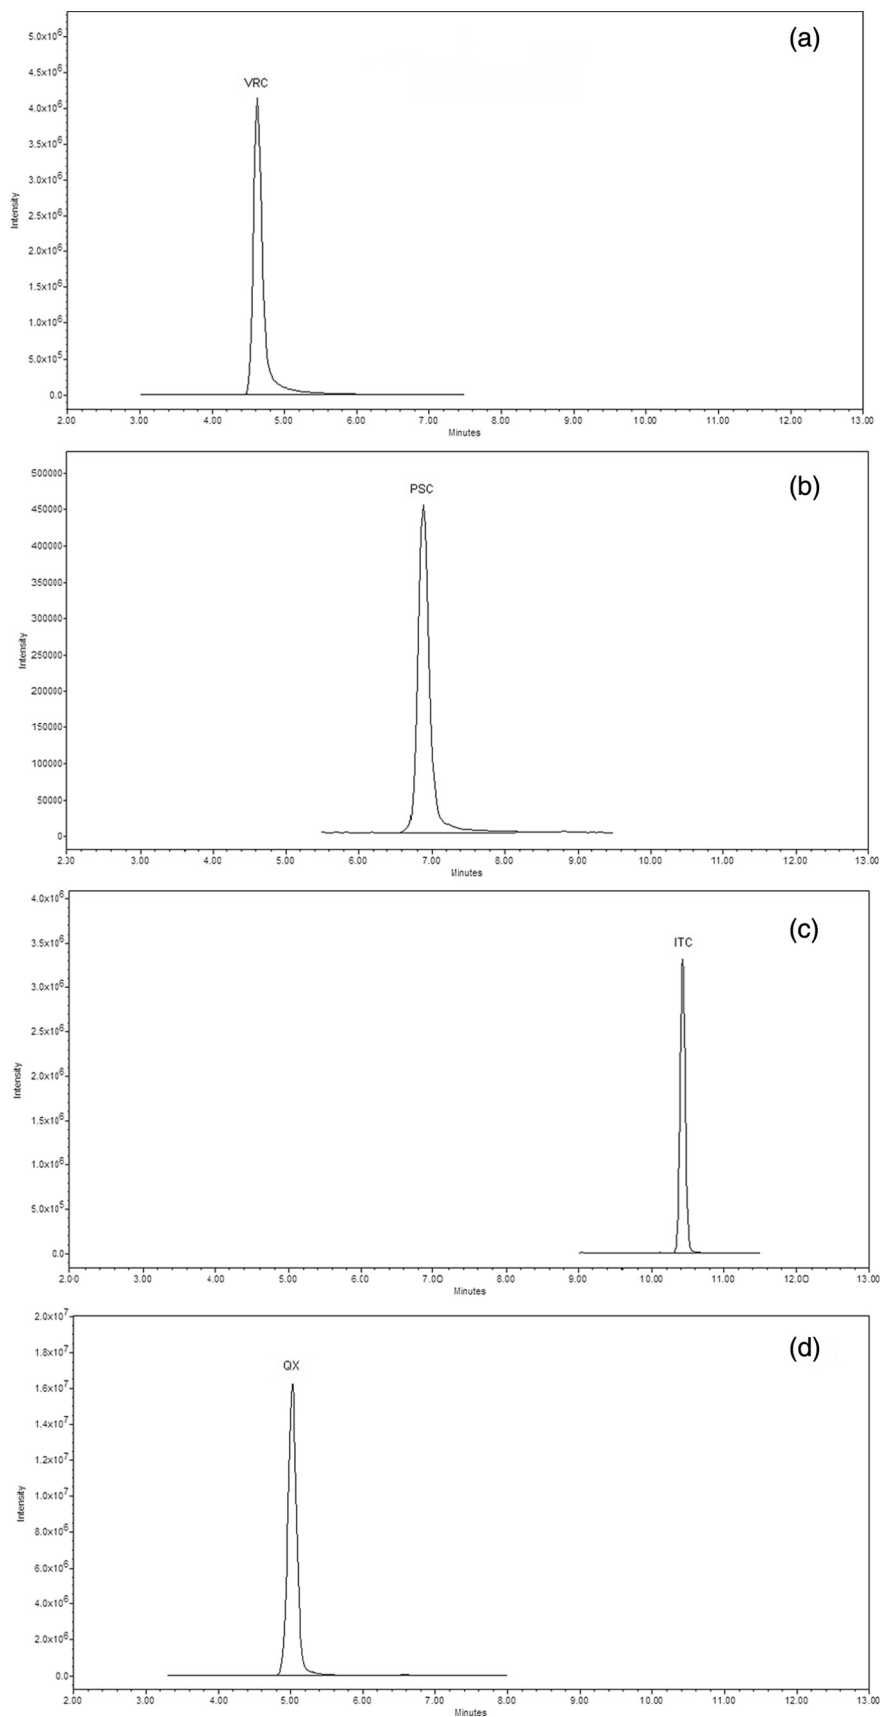 (a)
VRC
5.0x10⁶
4.5x10⁶
4.0x10⁶
3.5x10⁶
3.0x10⁶
2.5x10⁶
2.0x10⁶
1.5x10⁶
1.0x10⁶
5.0x10⁵
0.0
Intensity
2.00 3.00 4.00 5.00 6.00 7.00 8.00 9.00 10.00 11.00 12.00 13.00
Minutes
(b)
PSC
500000
450000
400000
350000
300000
250000
200000
150000
100000
50000
0
Intensity
2.00 3.00 4.00 5.00 6.00 7.00 8.00 9.00 10.00 11.00 12.00 13.00
Minutes
(c)
ITC
4.0x10⁶
3.5x10⁶
3.0x10⁶
2.5x10⁶
2.0x10⁶
1.5x10⁶
1.0x10⁶
5.0x10⁵
0.0
Intensity
2.00 3.00 4.00 5.00 6.00 7.00 8.00 9.00 10.00 11.00 12.00 13.00
Minutes
(d)
QX
2.0x10⁷
1.8x10⁷
1.6x10⁷
1.4x10⁷
1.2x10⁷
1.0x10⁷
8.0x10⁶
6.0x10⁶
4.0x10⁶
2.0x10⁶
0.0
Intensity
2.00 3.00 4.00 5.00 6.00 7.00 8.00 9.00 10.00 11.00 12.00 13.00
Minutes